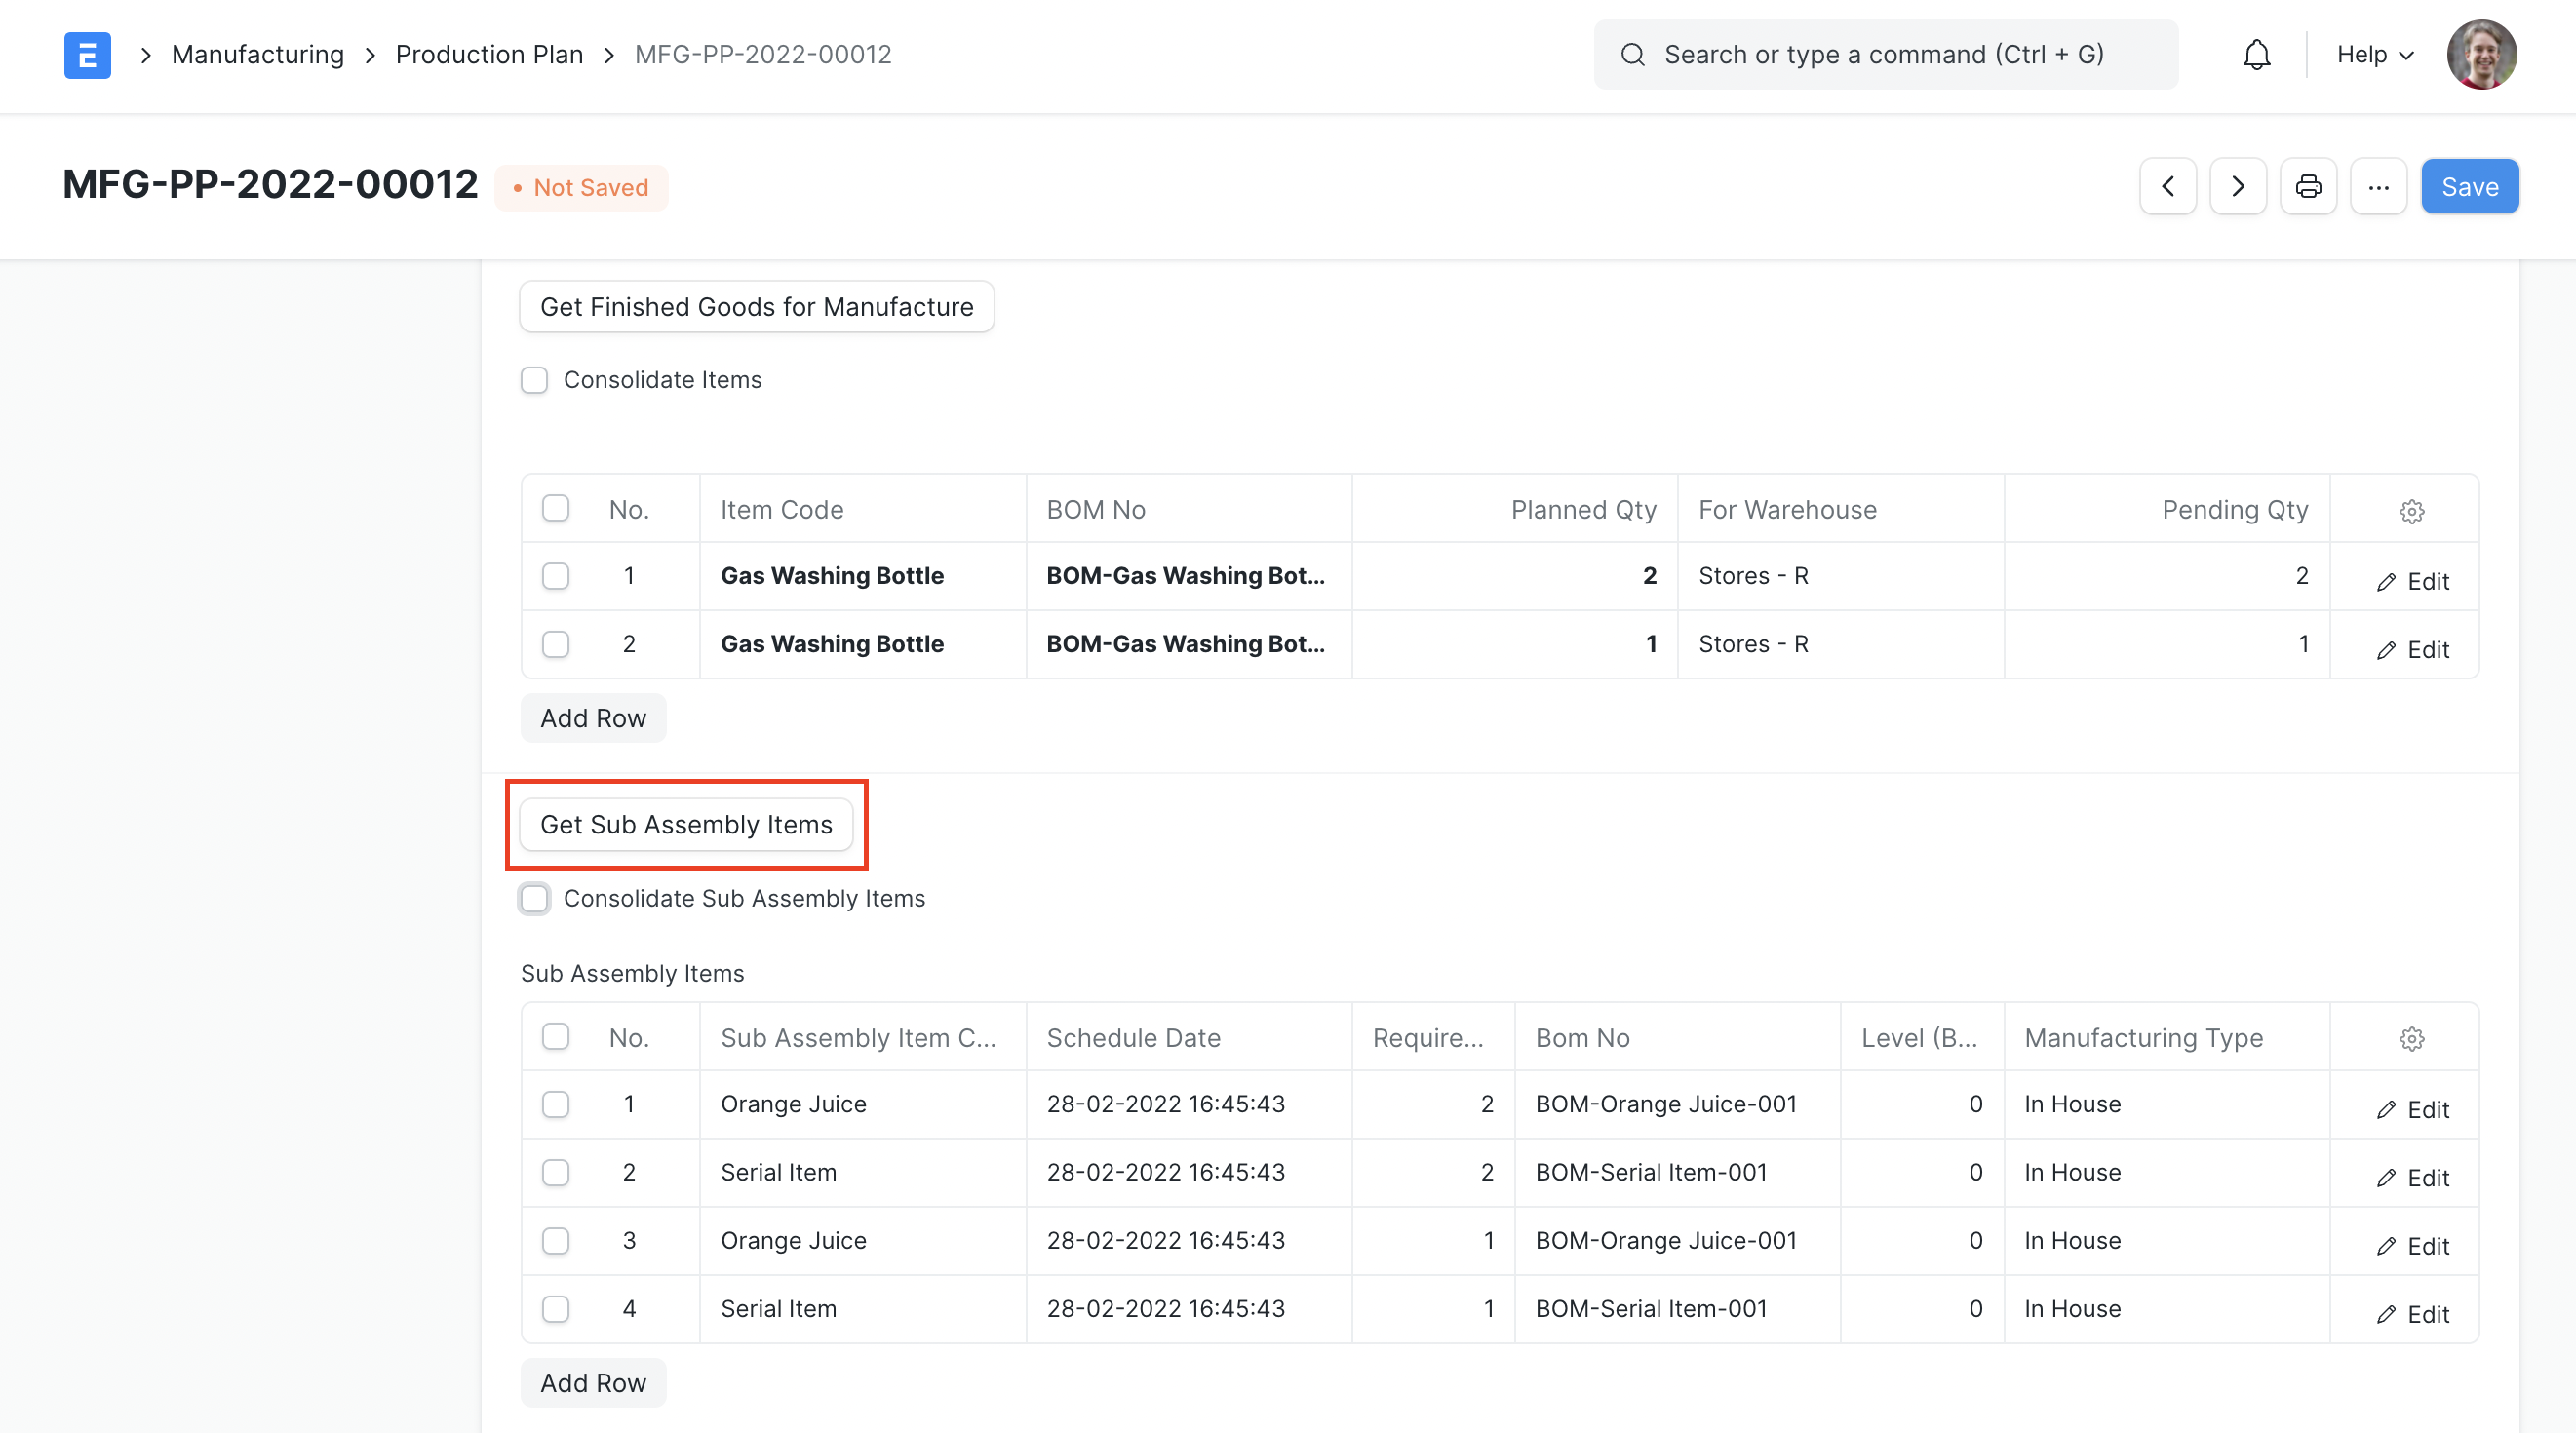 E Manufacturing Production Plan MFG-PP-2022-00012 Search or type a command (Ctrl + G) Help
MFG-PP-2022-00012 • Not Saved ... Save
Get Finished Goods for Manufacture
Consolidate Items
No. Item Code BOM No Planned Qty For Warehouse Pending Qty
1 Gas Washing Bottle BOM-Gas Washing Bot... 2 Stores - R 2 Edit
2 Gas Washing Bottle BOM-Gas Washing Bot... 1 Stores - R 1 Edit
Add Row
Get Sub Assembly Items
Consolidate Sub Assembly Items
Sub Assembly Items
No. Sub Assembly Item C... Schedule Date Require... Bom No Level (B... Manufacturing Type
1 Orange Juice 28-02-2022 16:45:43 2 BOM-Orange Juice-001 0 In House Edit
2 Serial Item 28-02-2022 16:45:43 2 BOM-Serial Item-001 0 In House Edit
3 Orange Juice 28-02-2022 16:45:43 1 BOM-Orange Juice-001 0 In House Edit
4 Serial Item 28-02-2022 16:45:43 1 BOM-Serial Item-001 0 In House Edit
Add Row